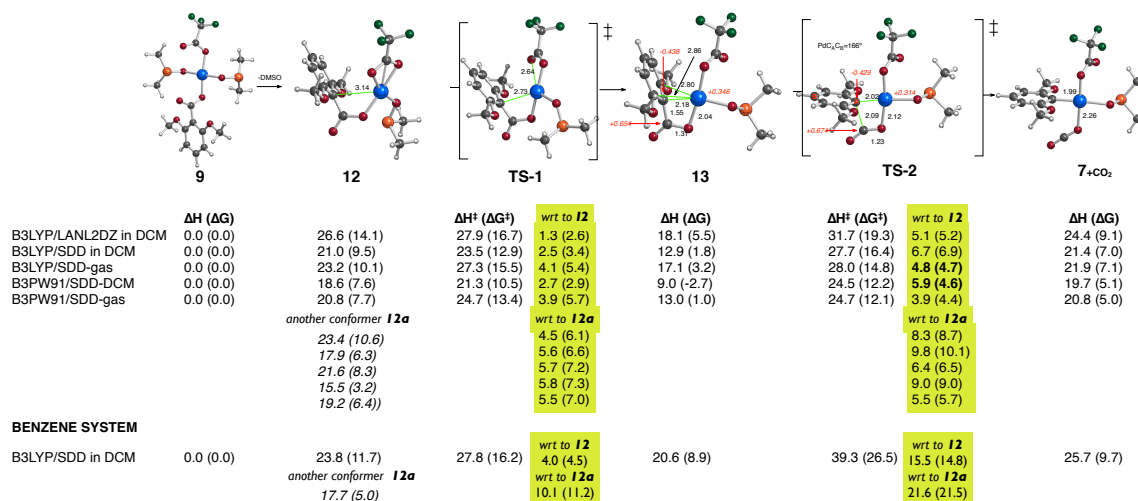 ‡
‡
PdCACB=166º
-DMSO
-0.438
2.86
2.64
3.14
2.73
2.80
2.18
1.55
+0.346
2.04
+0.654
1.31
-0.429
+0.314
2.02
2.09
2.12
+0.674
1.23
1.99
2.26
9
12
TS-1
13
TS-2
7+CO2
ΔH (ΔG) ΔH‡ (ΔG‡) wrt to 12 ΔH (ΔG) ΔH‡ (ΔG‡) wrt to 12 ΔH (ΔG)
B3LYP/LANL2DZ in DCM 0.0 (0.0) 26.6 (14.1) 27.9 (16.7) 1.3 (2.6) 18.1 (5.5) 31.7 (19.3) 5.1 (5.2) 24.4 (9.1)
B3LYP/SDD in DCM 0.0 (0.0) 21.0 (9.5) 23.5 (12.9) 2.5 (3.4) 12.9 (1.8) 27.7 (16.4) 6.7 (6.9) 21.4 (7.0)
B3LYP/SDD-gas 0.0 (0.0) 23.2 (10.1) 27.3 (15.5) 4.1 (5.4) 17.1 (3.2) 28.0 (14.8) 4.8 (4.7) 21.9 (7.1)
B3PW91/SDD-DCM 0.0 (0.0) 18.6 (7.6) 21.3 (10.5) 2.7 (2.9) 9.0 (-2.7) 24.5 (12.2) 5.9 (4.6) 19.7 (5.1)
B3PW91/SDD-gas 0.0 (0.0) 20.8 (7.7) 24.7 (13.4) 3.9 (5.7) 13.0 (1.0) 24.7 (12.1) 3.9 (4.4) 20.8 (5.0)
another conformer 12a wrt to 12a wrt to 12a
23.4 (10.6) 4.5 (6.1) 8.3 (8.7)
17.9 (6.3) 5.6 (6.6) 9.8 (10.1)
21.6 (8.3) 5.7 (7.2) 6.4 (6.5)
15.5 (3.2) 5.8 (7.3) 9.0 (9.0)
19.2 (6.4)) 5.5 (7.0) 5.5 (5.7)
BENZENE SYSTEM
wrt to 12 wrt to 12
B3LYP/SDD in DCM 0.0 (0.0) 23.8 (11.7) 27.8 (16.2) 4.0 (4.5) 20.6 (8.9) 39.3 (26.5) 15.5 (14.8) 25.7 (9.7)
another conformer 12a wrt to 12a wrt to 12a
17.7 (5.0) 10.1 (11.2) 21.6 (21.5)